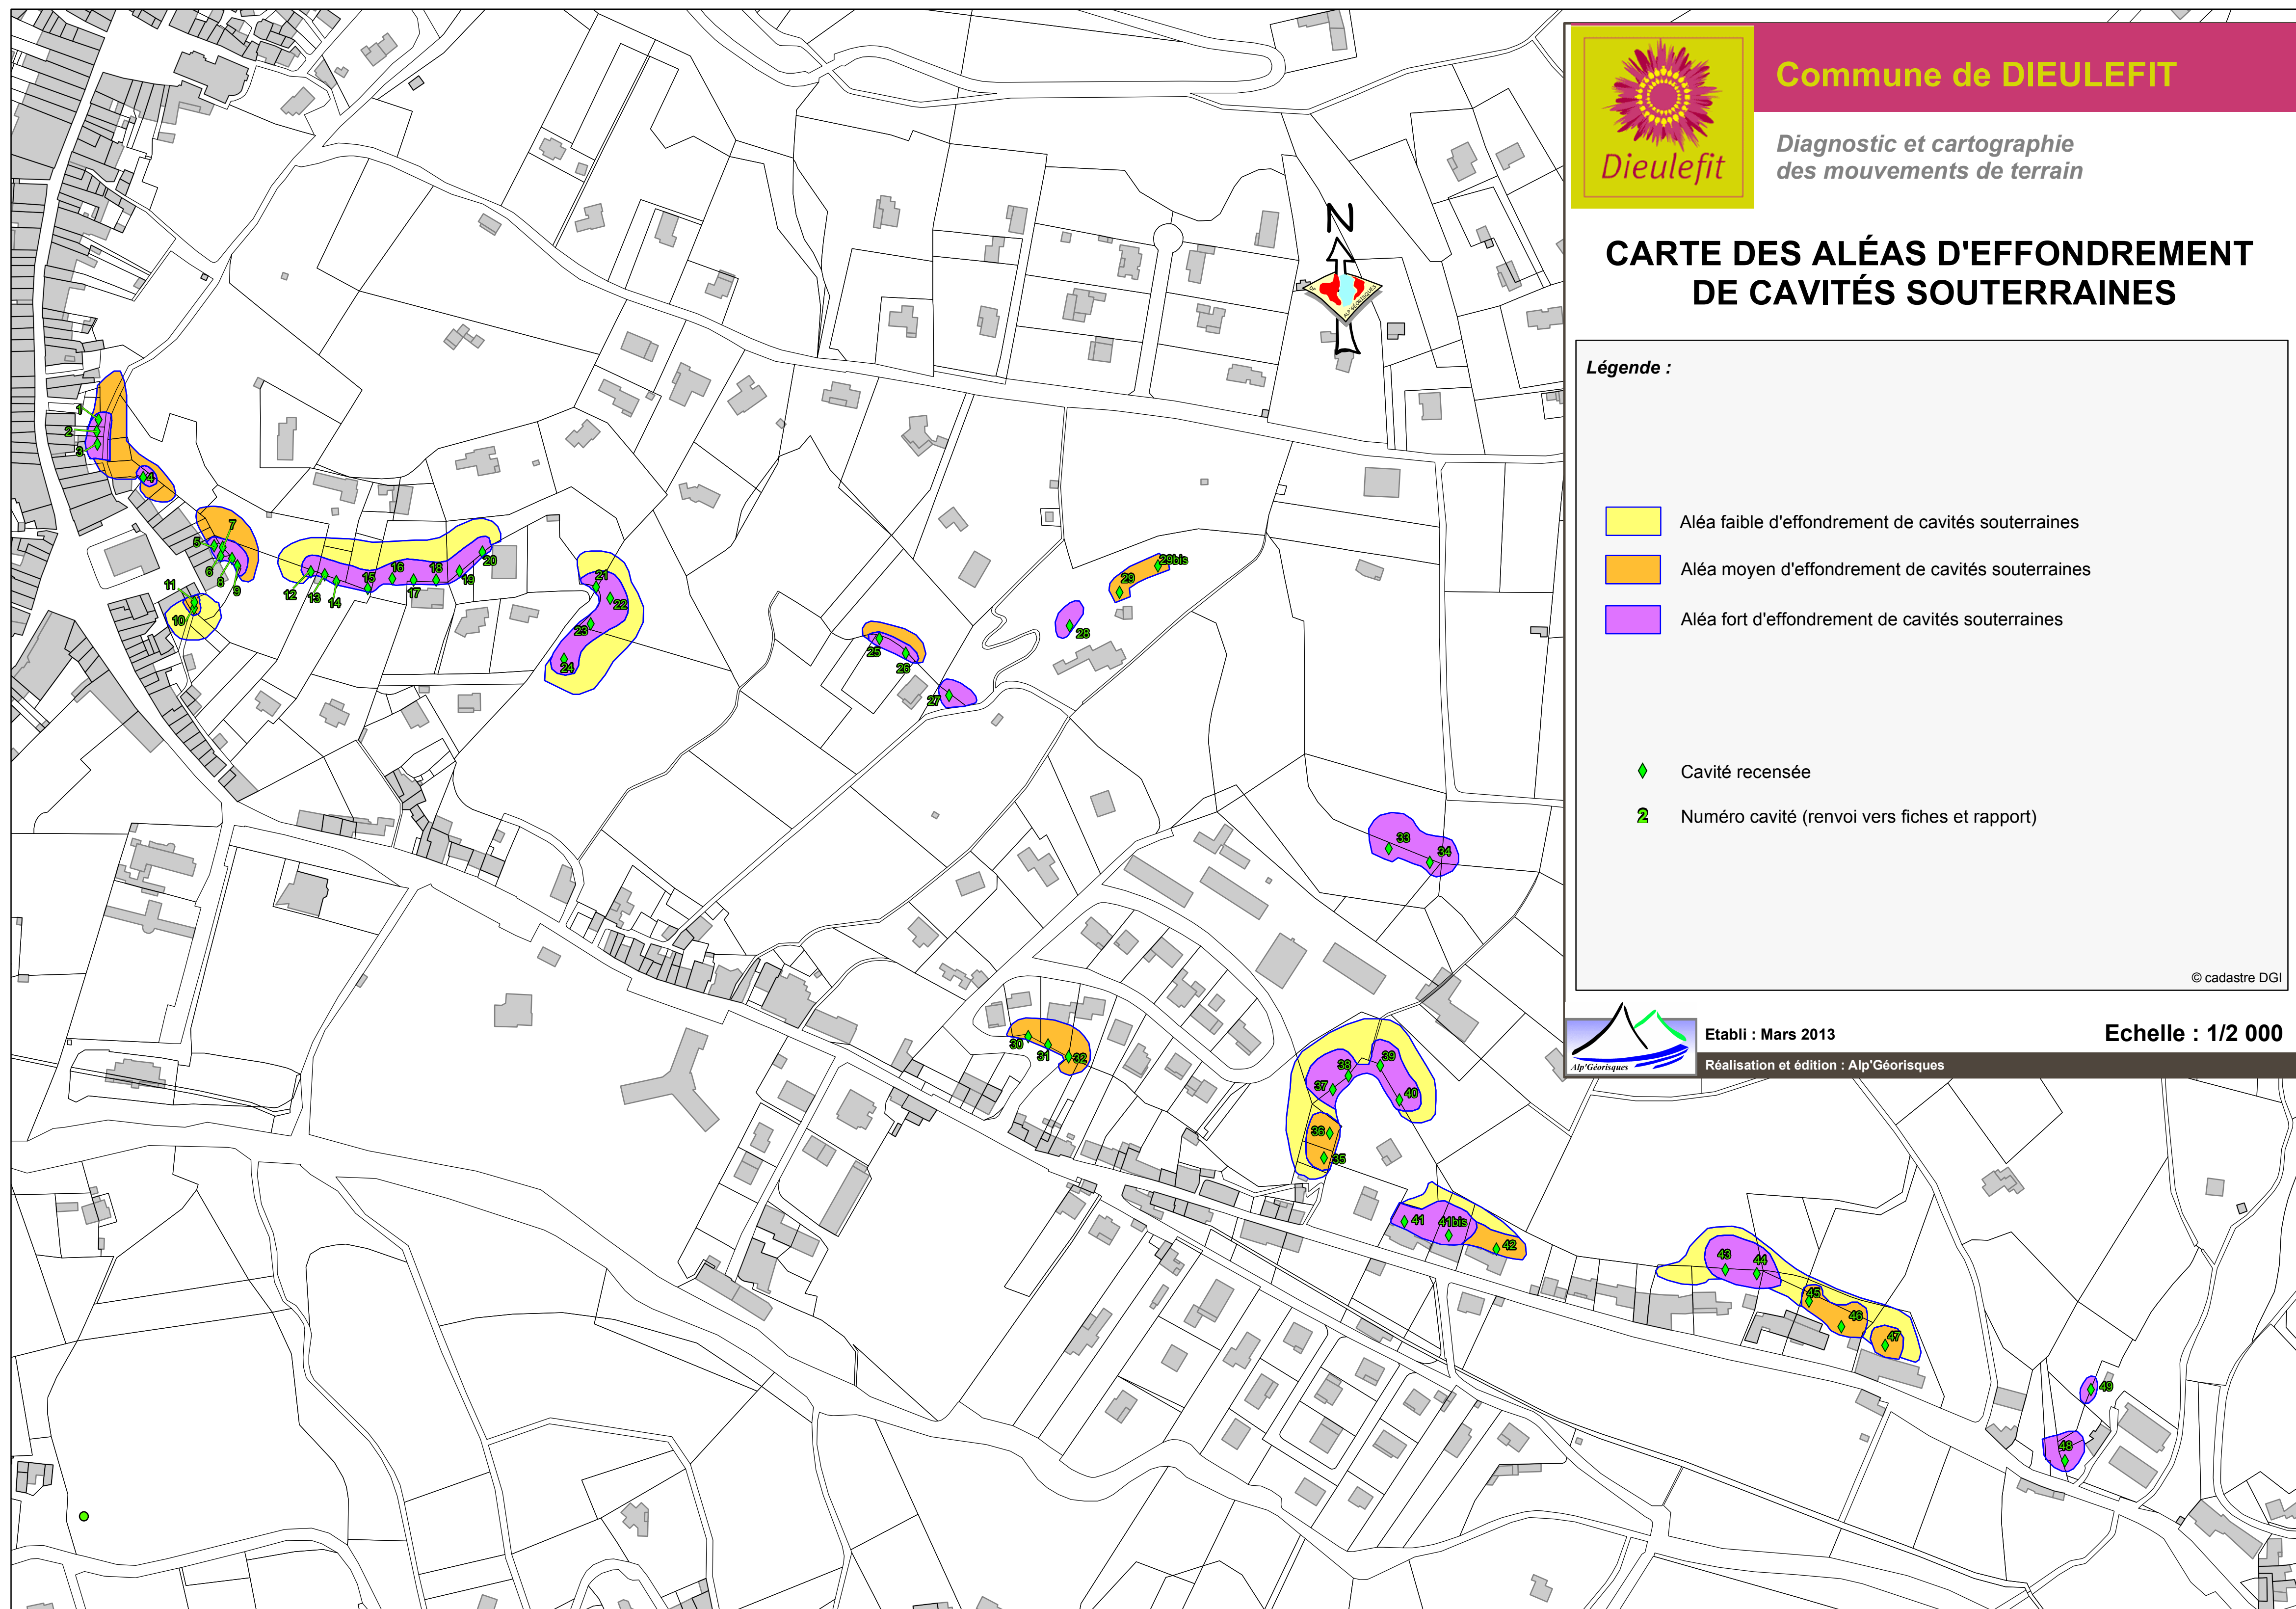 Commune de DIEULEFIT
Dieulefit
Diagnostic et cartographie
des mouvements de terrain
CARTE DES ALÉAS D'EFFONDREMENT
DE CAVITÉS SOUTERRAINES
Légende :
Aléa faible d'effondrement de cavités souterraines
Aléa moyen d'effondrement de cavités souterraines
Aléa fort d'effondrement de cavités souterraines
Cavité recensée
2 Numéro cavité (renvoi vers fiches et rapport)
© cadastre DGI
Alp'Géorisques
Etabli : Mars 2013
Echelle : 1/2 000
Réalisation et édition : Alp'Géorisques
N
ALP'GÉORISQUES
1
2
3
4
5
6
7
8
9
10
11
12
13
14
15
16
17
18
19
20
21
22
23
24
25
26
27
28
29
29bis
30
31
32
33
34
35
36
37
38
39
40
41
41bis
42
43
44
45
46
47
48
49